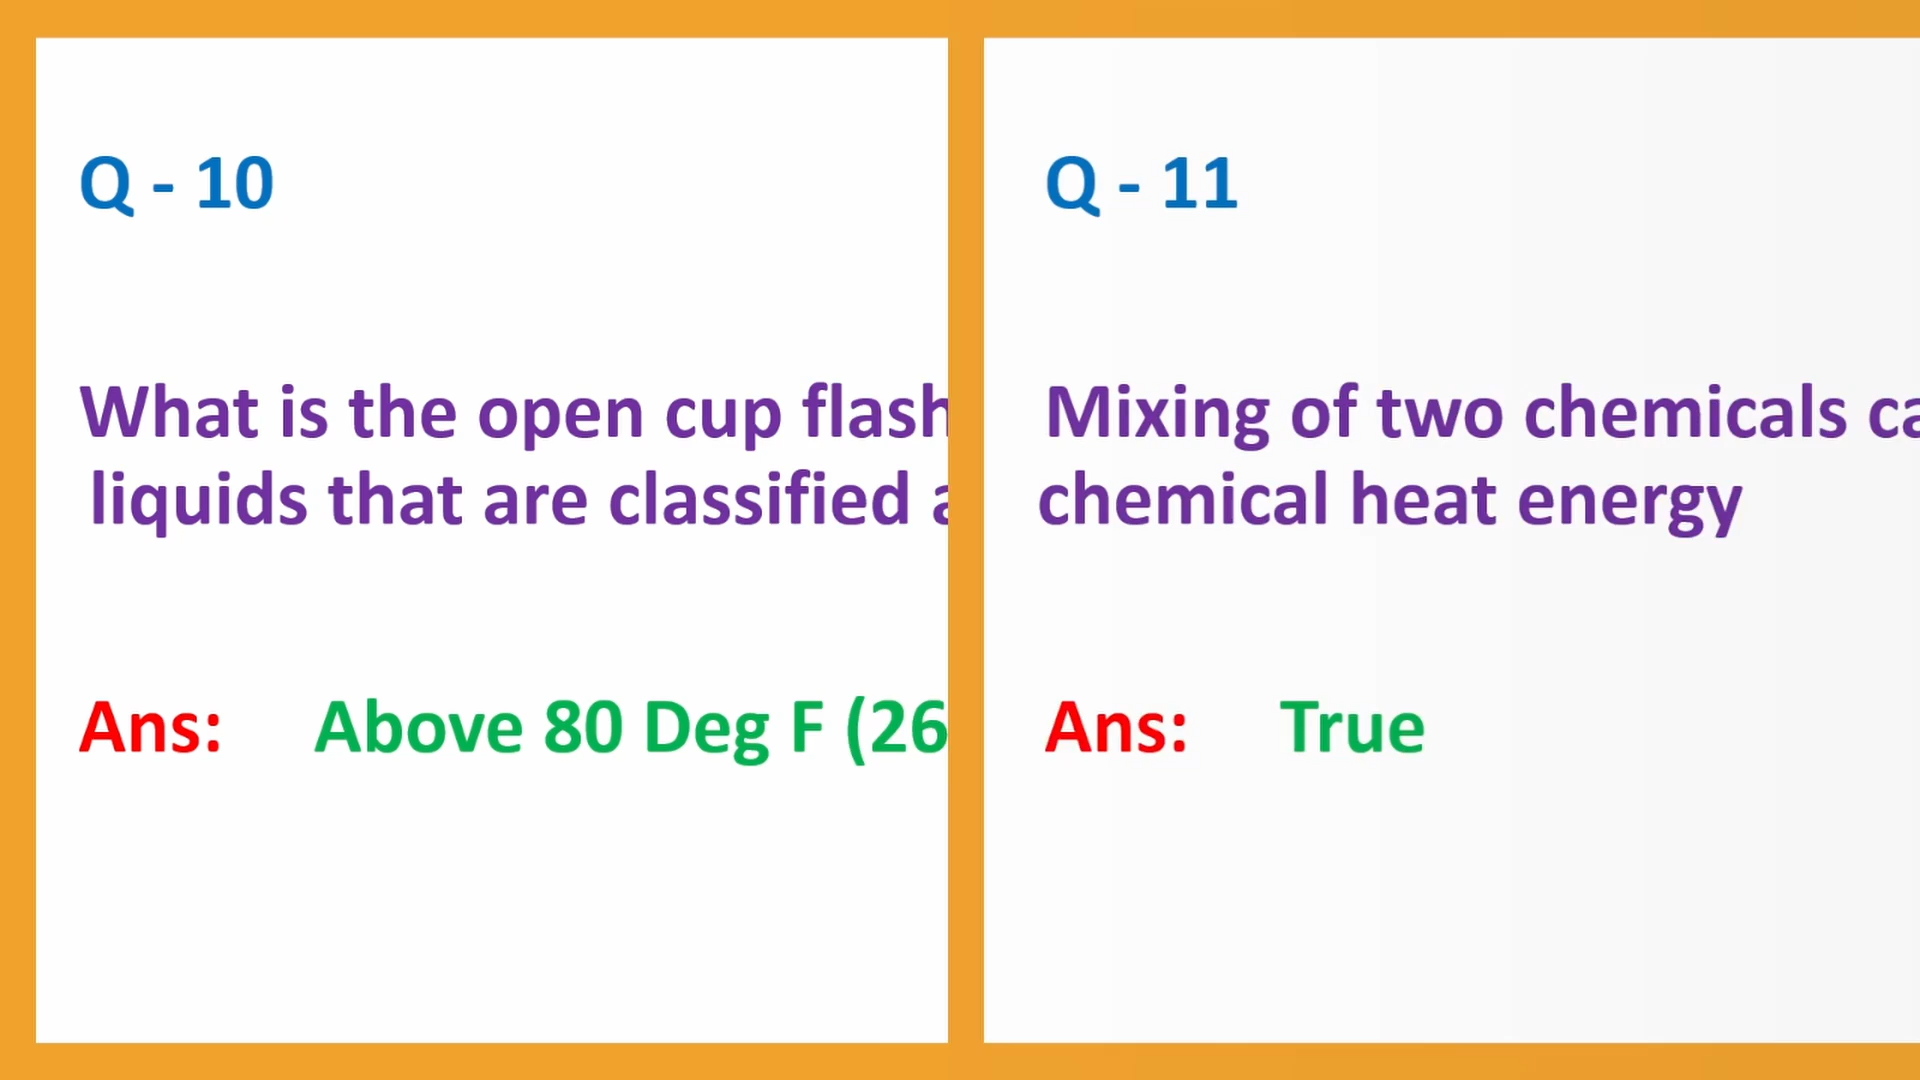 Q - 10
What is the open cup flash
liquids that are classified
Ans: Above 80 Deg F (26
Q - 11
Mixing of two chemicals
chemical heat energy
Ans: True